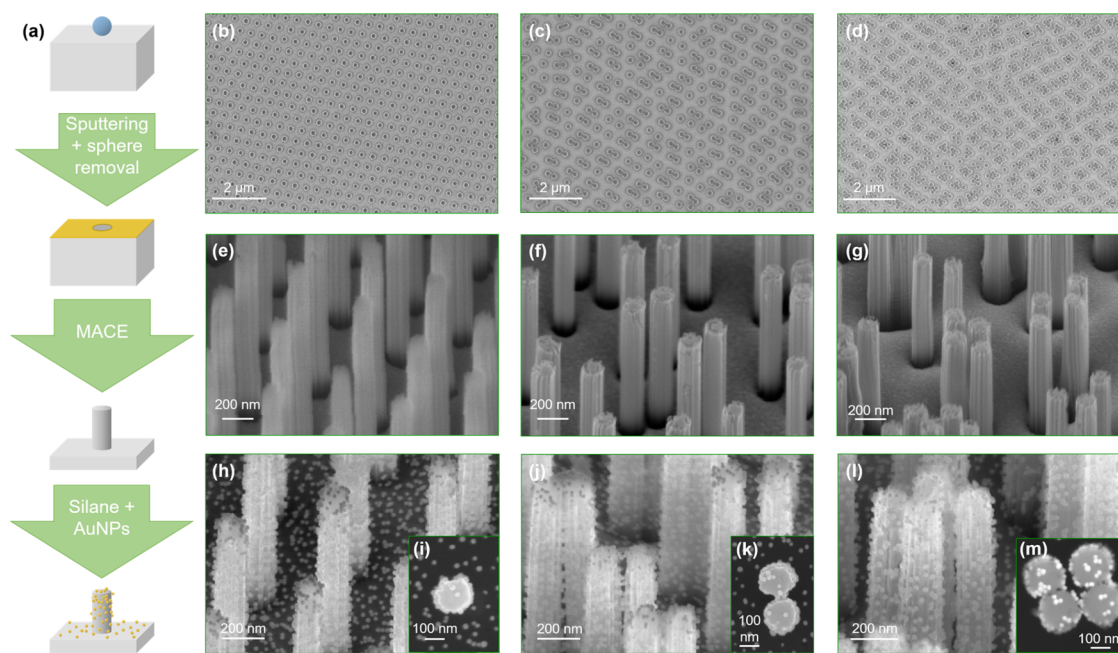 (a)
Sputtering
+ sphere
removal
MACE
Silane +
AuNPs
(b)
2 µm
(c)
2 µm
(d)
2 µm
(e)
200 nm
(f)
200 nm
(g)
200 nm
(h)
200 nm
(i)
100 nm
(j)
200 nm
(k)
100
nm
(l)
200 nm
(m)
100 nm